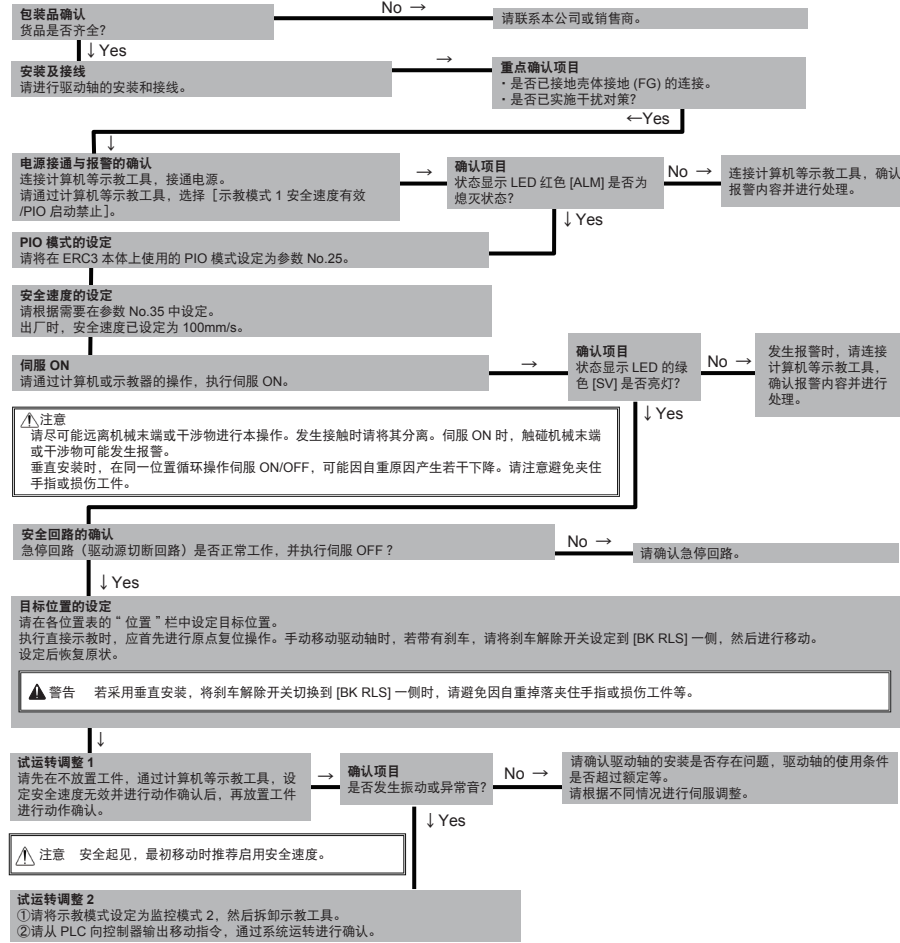 包装品确认
货品是否齐全？
No →
请联系本公司或销售商。
↓Yes
安装及接线
请进行驱动轴的安装和接线。
→
重点确认项目
・是否已接地壳体接地 (FG) 的连接。
・是否已实施干扰对策？
←Yes
↓
电源接通与报警的确认
连接计算机等示教工具，接通电源。
请通过计算机等示教工具，选择［示教模式 1 安全速度有效
/PIO 启动禁止］。
→
确认项目
状态显示 LED 红色 [ALM] 是否为
熄灭状态？
No →
连接计算机等示教工具，确认
报警内容并进行处理。
↓Yes
PIO 模式的设定
请将在 ERC3 本体上使用的 PIO 模式设定为参数 No.25。
安全速度的设定
请根据需要在参数 No.35 中设定。
出厂时，安全速度已设定为 100mm/s。
伺服 ON
请通过计算机或示教器的操作，执行伺服 ON。
→
确认项目
状态显示 LED 的绿
色 [SV] 是否亮灯？
No →
发生报警时，请连接
计算机等示教工具，
确认报警内容并进行
处理。
↓Yes
注意
请尽可能远离机械末端或干涉物进行本操作。发生接触时请将其分离。伺服 ON 时，触碰机械末端
或干涉物可能发生报警。
垂直安装时，在同一位置循环操作伺服 ON/OFF，可能因自重原因产生若干下降。请注意避免夹住
手指或损伤工件。
安全回路的确认
急停回路（驱动源切断回路）是否正常工作，并执行伺服 OFF？
No →
请确认急停回路。
↓Yes
目标位置的设定
请在各位置表的“ 位置 ”栏中设定目标位置。
执行直接示教时，应首先进行原点复位操作。手动移动驱动轴时，若带有刹车，请将刹车解除开关设定到 [BK RLS] 一侧，然后进行移动。
设定后恢复原状。
警告 若采用垂直安装，将刹车解除开关切换到 [BK RLS] 一侧时，请避免因自重掉落夹住手指或损伤工件等。
↓
试运转调整 1
请先在不放置工件，通过计算机等示教工具，设
定安全速度无效并进行动作确认后，再放置工件
进行动作确认。
→
确认项目
是否发生振动或异常音？
No →
请确认驱动轴的安装是否存在问题，驱动轴的使用条件
是否超过额定等。
请根据不同情况进行伺服调整。
↓Yes
注意 安全起见，最初移动时推荐启用安全速度。
试运转调整 2
①请将示教模式设定为监控模式 2，然后拆卸示教工具。
②请从 PLC 向控制器输出移动指令，通过系统运转进行确认。